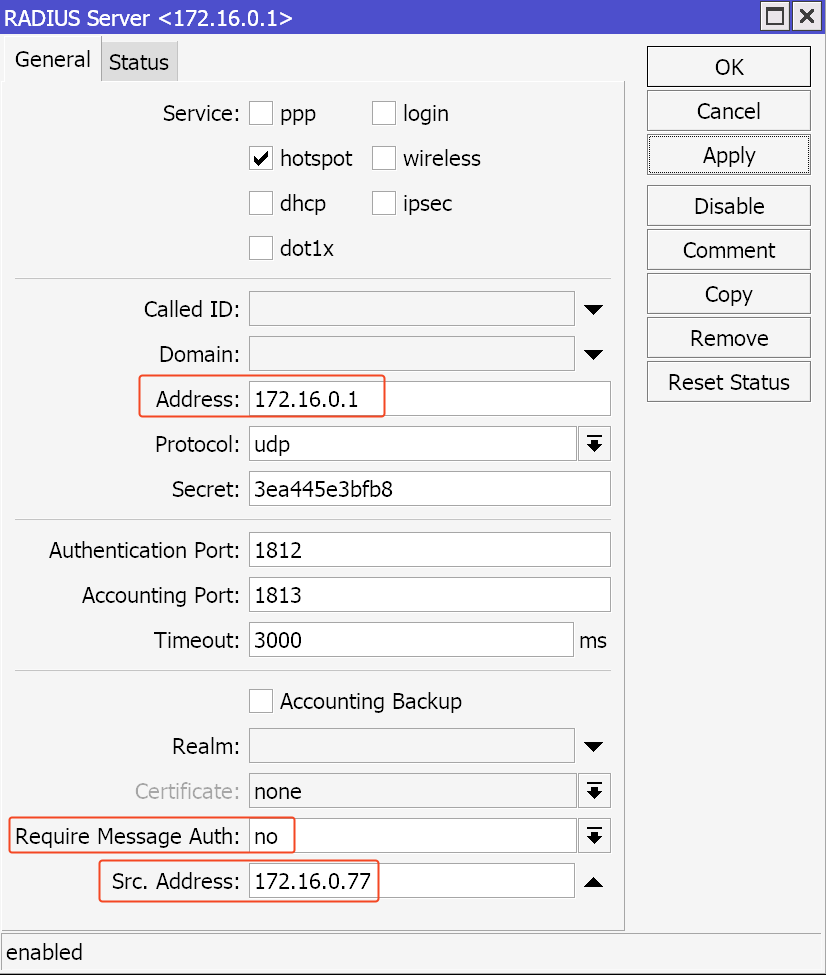 RADIUS Server <172.16.0.1>
General Status
Service: ppp login
hotspot wireless
dhcp ipsec
dot1x
Called ID:
Domain:
Address: 172.16.0.1
Protocol: udp
Secret: 3ea445e3bfb8
Authentication Port: 1812
Accounting Port: 1813
Timeout: 3000 ms
Accounting Backup
Realm:
Certificate: none
Require Message Auth: no
Src. Address: 172.16.0.77
OK
Cancel
Apply
Disable
Comment
Copy
Remove
Reset Status
enabled